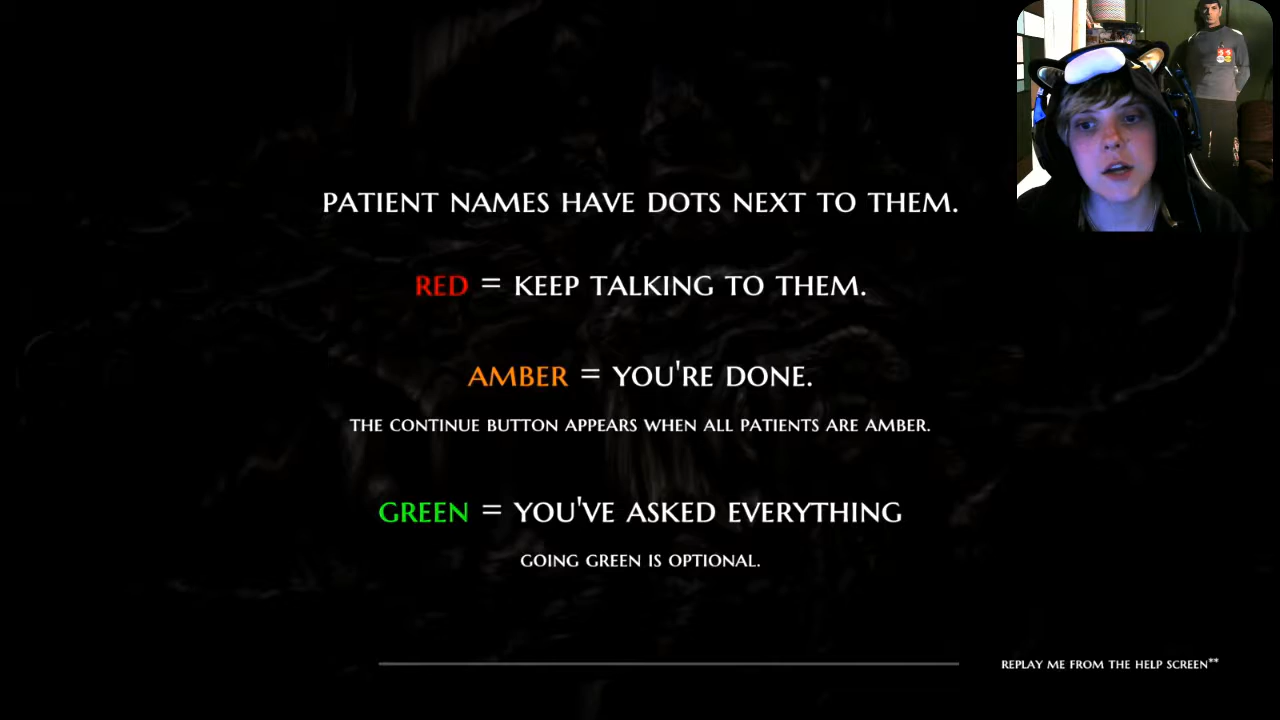 PATIENT NAMES HAVE DOTS NEXT TO THEM.
RED = KEEP TALKING TO THEM.
AMBER = YOU'RE DONE.
THE CONTINUE BUTTON APPEARS WHEN ALL PATIENTS ARE AMBER.
GREEN = YOU'VE ASKED EVERYTHING
GOING GREEN IS OPTIONAL.
REPLAY ME FROM THE HELP SCREEN**